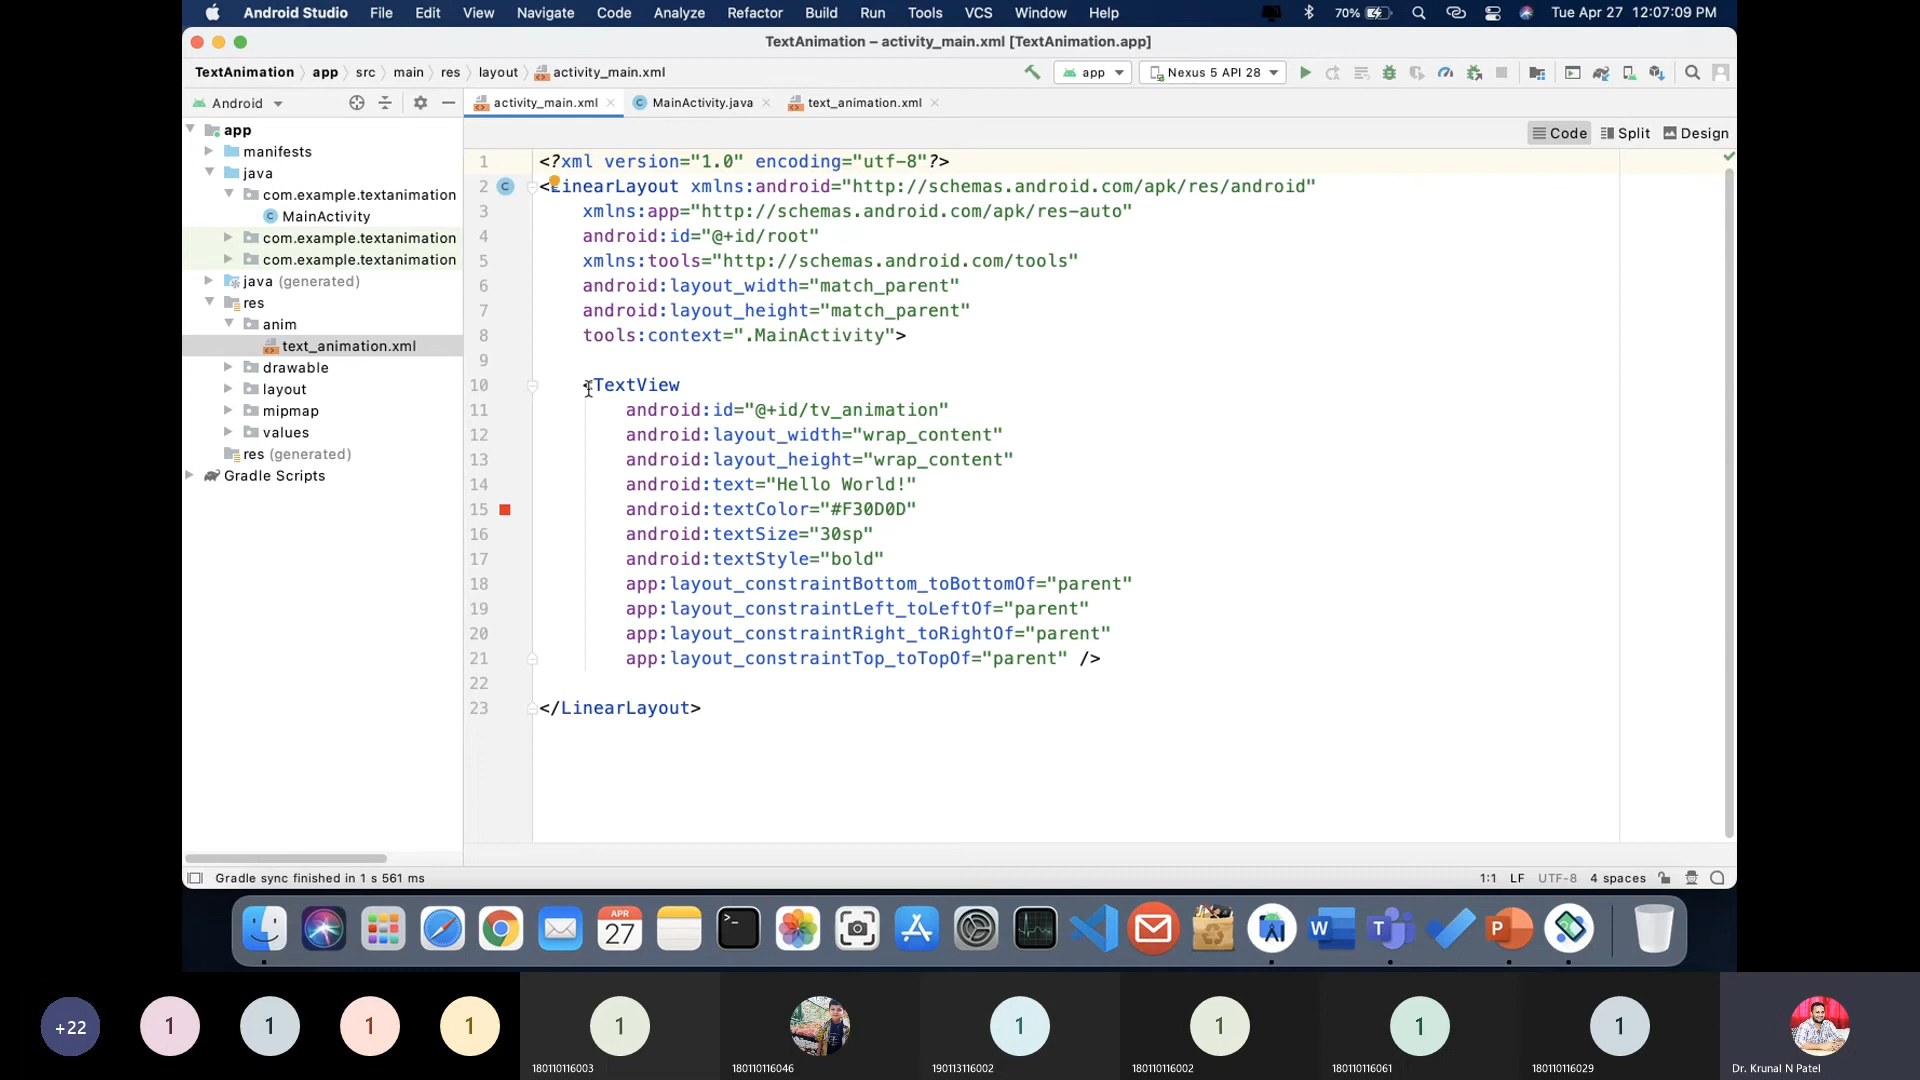 Android Studio File Edit View Navigate Code Analyze Refactor Build Run Tools VCS Window Help 70% Tue Apr 27 12:07:09 PM
TextAnimation – activity_main.xml [TextAnimation.app]
TextAnimation app src main res layout activity_main.xml app Nexus 5 API 28
Android activity_main.xml MainActivity.java text_animation.xml
Code Split Design
app
manifests
java
com.example.textanimation
MainActivity
com.example.textanimation
com.example.textanimation
java (generated)
res
anim
text_animation.xml
drawable
layout
mipmap
values
res (generated)
Gradle Scripts
1 <?xml version="1.0" encoding="utf-8"?>
2 <LinearLayout xmlns:android="http://schemas.android.com/apk/res/android"
3 xmlns:app="http://schemas.android.com/apk/res-auto"
4 android:id="@+id/root"
5 xmlns:tools="http://schemas.android.com/tools"
6 android:layout_width="match_parent"
7 android:layout_height="match_parent"
8 tools:context=".MainActivity">
9
10 <TextView
11 android:id="@+id/tv_animation"
12 android:layout_width="wrap_content"
13 android:layout_height="wrap_content"
14 android:text="Hello World!"
15 android:textColor="#F30D0D"
16 android:textSize="30sp"
17 android:textStyle="bold"
18 app:layout_constraintBottom_toBottomOf="parent"
19 app:layout_constraintLeft_toLeftOf="parent"
20 app:layout_constraintRight_toRightOf="parent"
21 app:layout_constraintTop_toTopOf="parent" />
22
23 </LinearLayout>
Gradle sync finished in 1 s 561 ms 1:1 LF UTF-8 4 spaces
APR
27
W T P
+22 1 1 1 1 1 1 1 1 1
180110116003 180110116046 190113116002 180110116002 180110116061 180110116029 Dr. Krunal N Patel